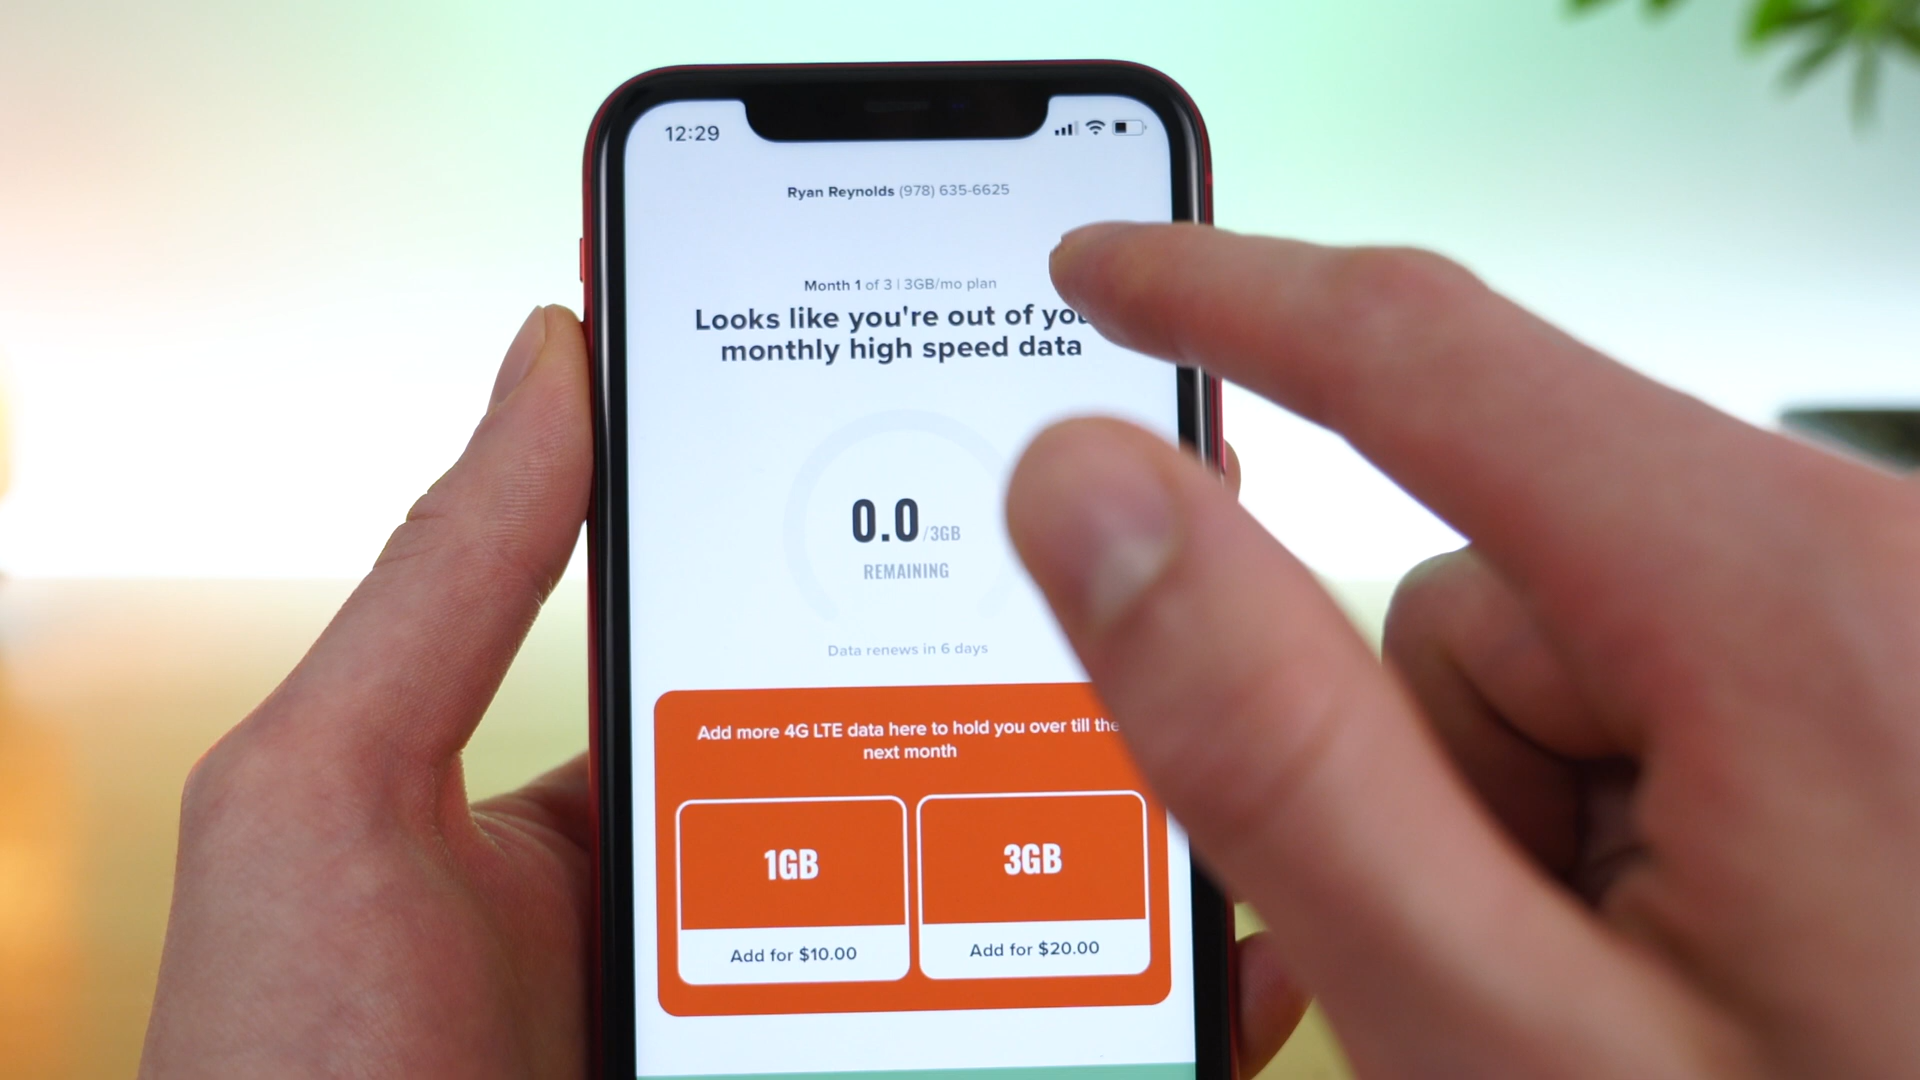 12:29
Ryan Reynolds (978) 635-6625
Month 1 of 3 | 3GB/mo plan
Looks like you're out of
monthly high speed data
0.0 /3GB
REMAINING
Data renews in 6 days
Add more 4G LTE data here to hold you over till the
next month
1GB
3GB
Add for $10.00
Add for $20.00